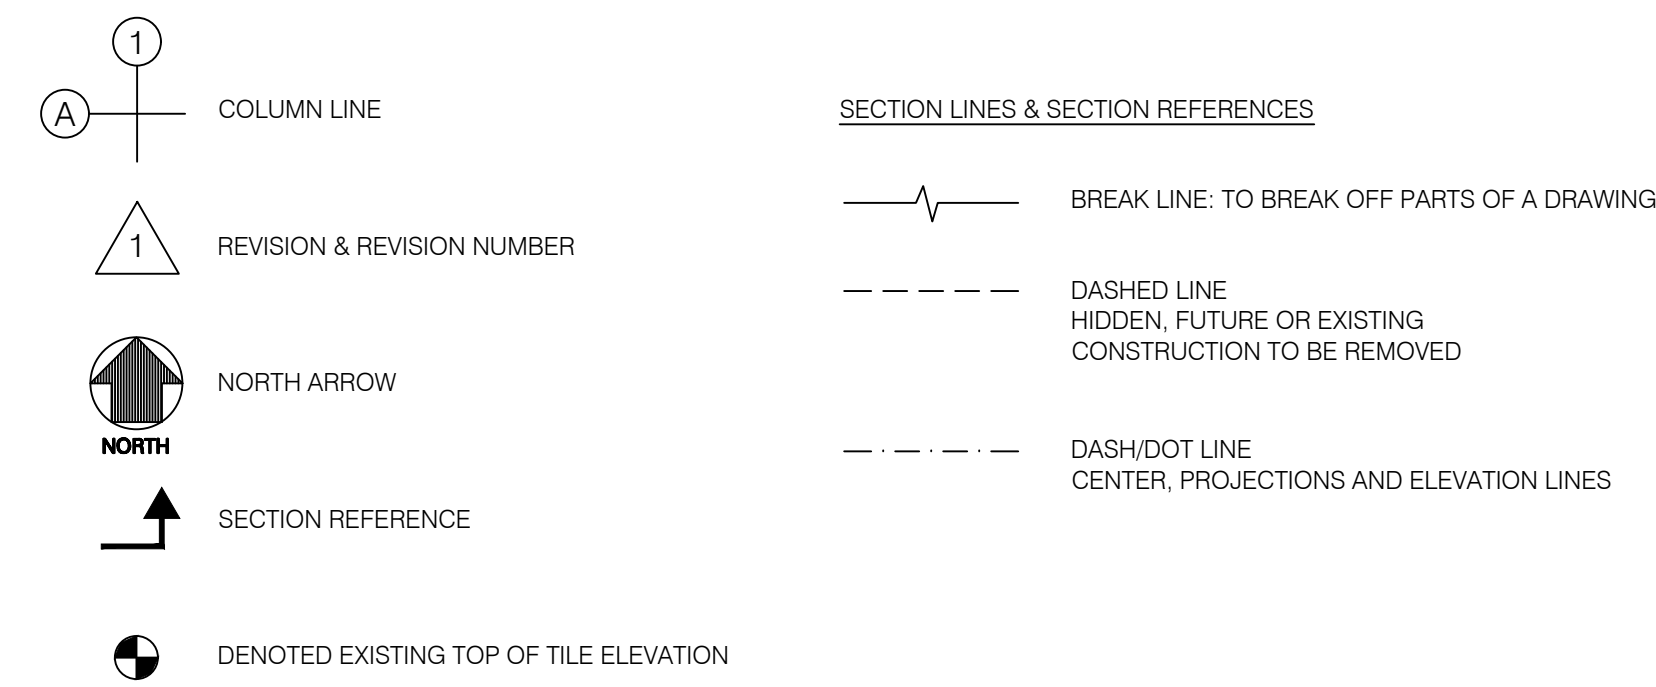 1
A
COLUMN LINE
1
REVISION & REVISION NUMBER
NORTH ARROW
NORTH
SECTION REFERENCE
DENOTED EXISTING TOP OF TILE ELEVATION
SECTION LINES & SECTION REFERENCES
BREAK LINE: TO BREAK OFF PARTS OF A DRAWING
DASHED LINE
HIDDEN, FUTURE OR EXISTING
CONSTRUCTION TO BE REMOVED
DASH/DOT LINE
CENTER, PROJECTIONS AND ELEVATION LINES